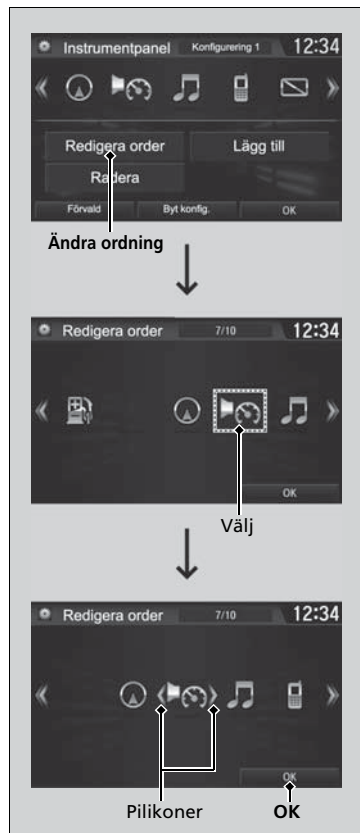 Instrumentpanel Konfigurering 1 12:34
Redigera order Lägg till
Radera
Förvald Byt konfig. OK
Ändra ordning
Redigera order 7/10 12:34
OK
Välj
Redigera order 7/10 12:34
OK
Pilikoner OK